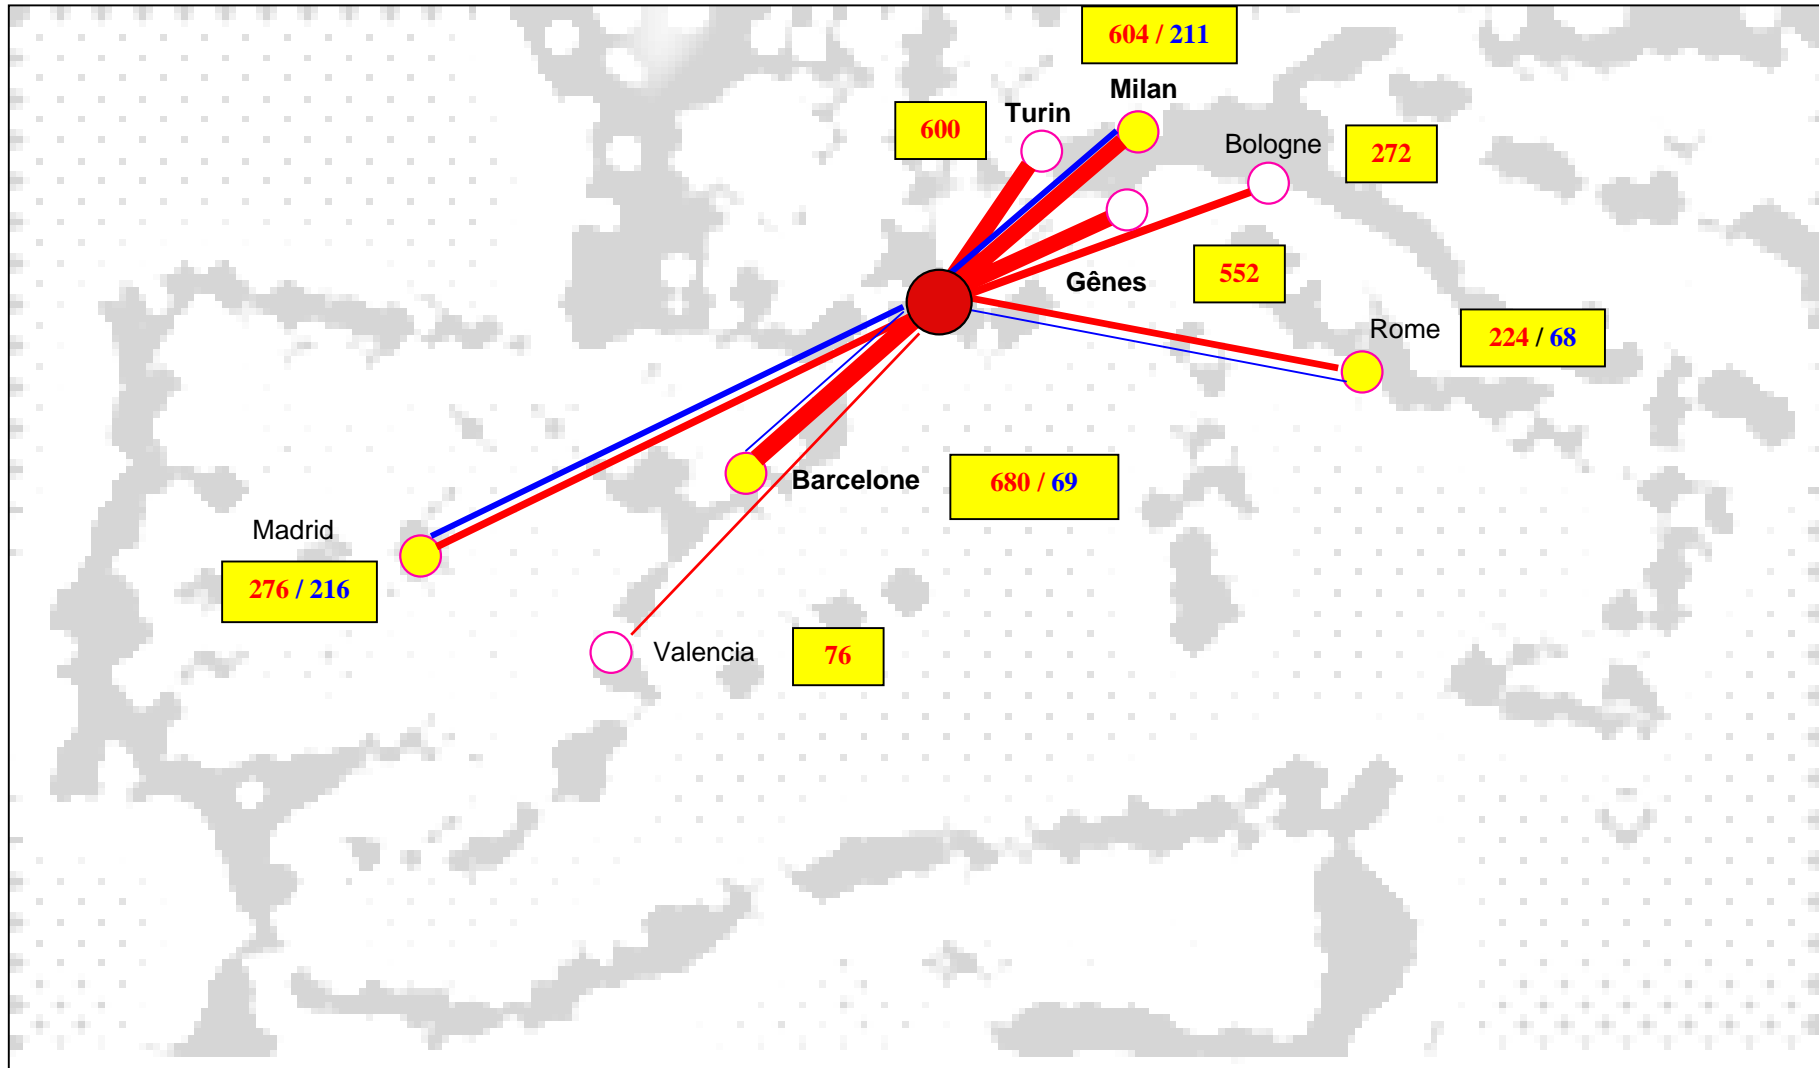 604 / 211
Milan
Turin
600
Bologne
272
Gênes
552
Rome
224 / 68
Barcelone
680 / 69
Madrid
276 / 216
Valencia
76